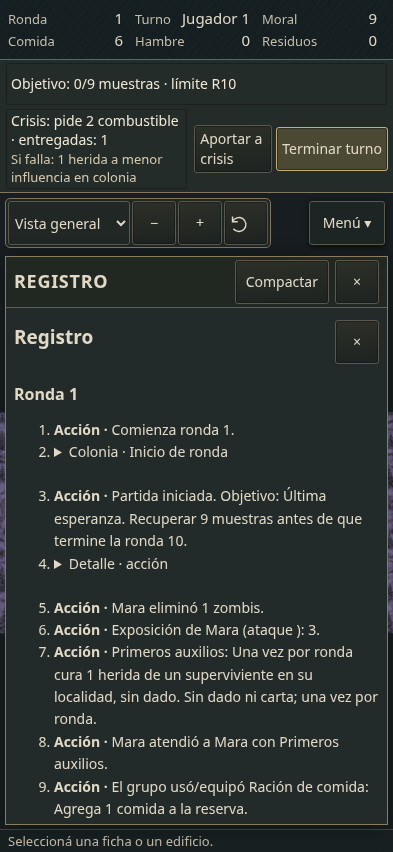 Ronda 1 Turno Jugador 1 Moral 9
Comida 6 Hambre 0 Residuos 0
Objetivo: 0/9 muestras · límite R10
Crisis: pide 2 combustible
· entregadas: 1
Si falla: 1 herida a menor
influencia en colonia
Aportar a
crisis
Terminar turno
Vista general
−
+
Menú ▾
REGISTRO
Compactar
×
Registro
×
Ronda 1
1. Acción · Comienza ronda 1.
2. ▶ Colonia · Inicio de ronda
3. Acción · Partida iniciada. Objetivo: Última
esperanza. Recuperar 9 muestras antes de que
termine la ronda 10.
4. ▶ Detalle · acción
5. Acción · Mara eliminó 1 zombis.
6. Acción · Exposición de Mara (ataque ): 3.
7. Acción · Primeros auxilios: Una vez por ronda
cura 1 herida de un superviviente en su
localidad, sin dado. Sin dado ni carta; una vez por
ronda.
8. Acción · Mara atendió a Mara con Primeros
auxilios.
9. Acción · El grupo usó/equipó Ración de comida:
Agrega 1 comida a la reserva.
Seleccioná una ficha o un edificio.